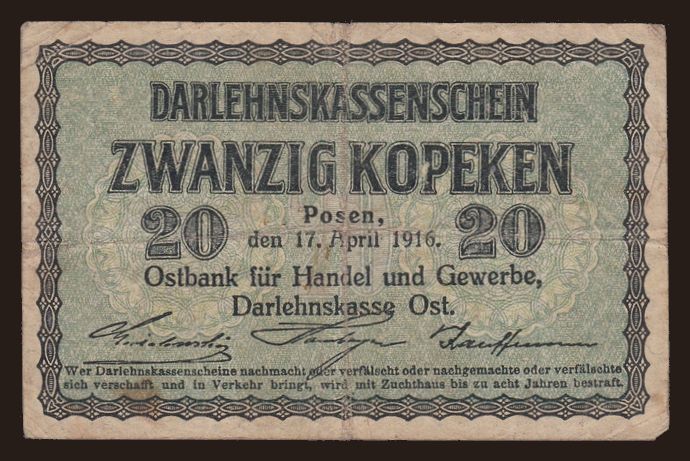 DARLEHNSKASSENSCHEIN
ZWANZIG KOPEKEN
20 Posen, 20
den 17. April 1916.
Ostbank für Handel und Gewerbe,
Darlehnskasse Ost.
Kauffmann
Wer Darlehnskassenscheine nachmacht oder verfälscht oder nachgemachte oder verfälschte
sich verschafft und in Verkehr bringt, wird mit Zuchthaus bis zu acht Jahren bestraft.